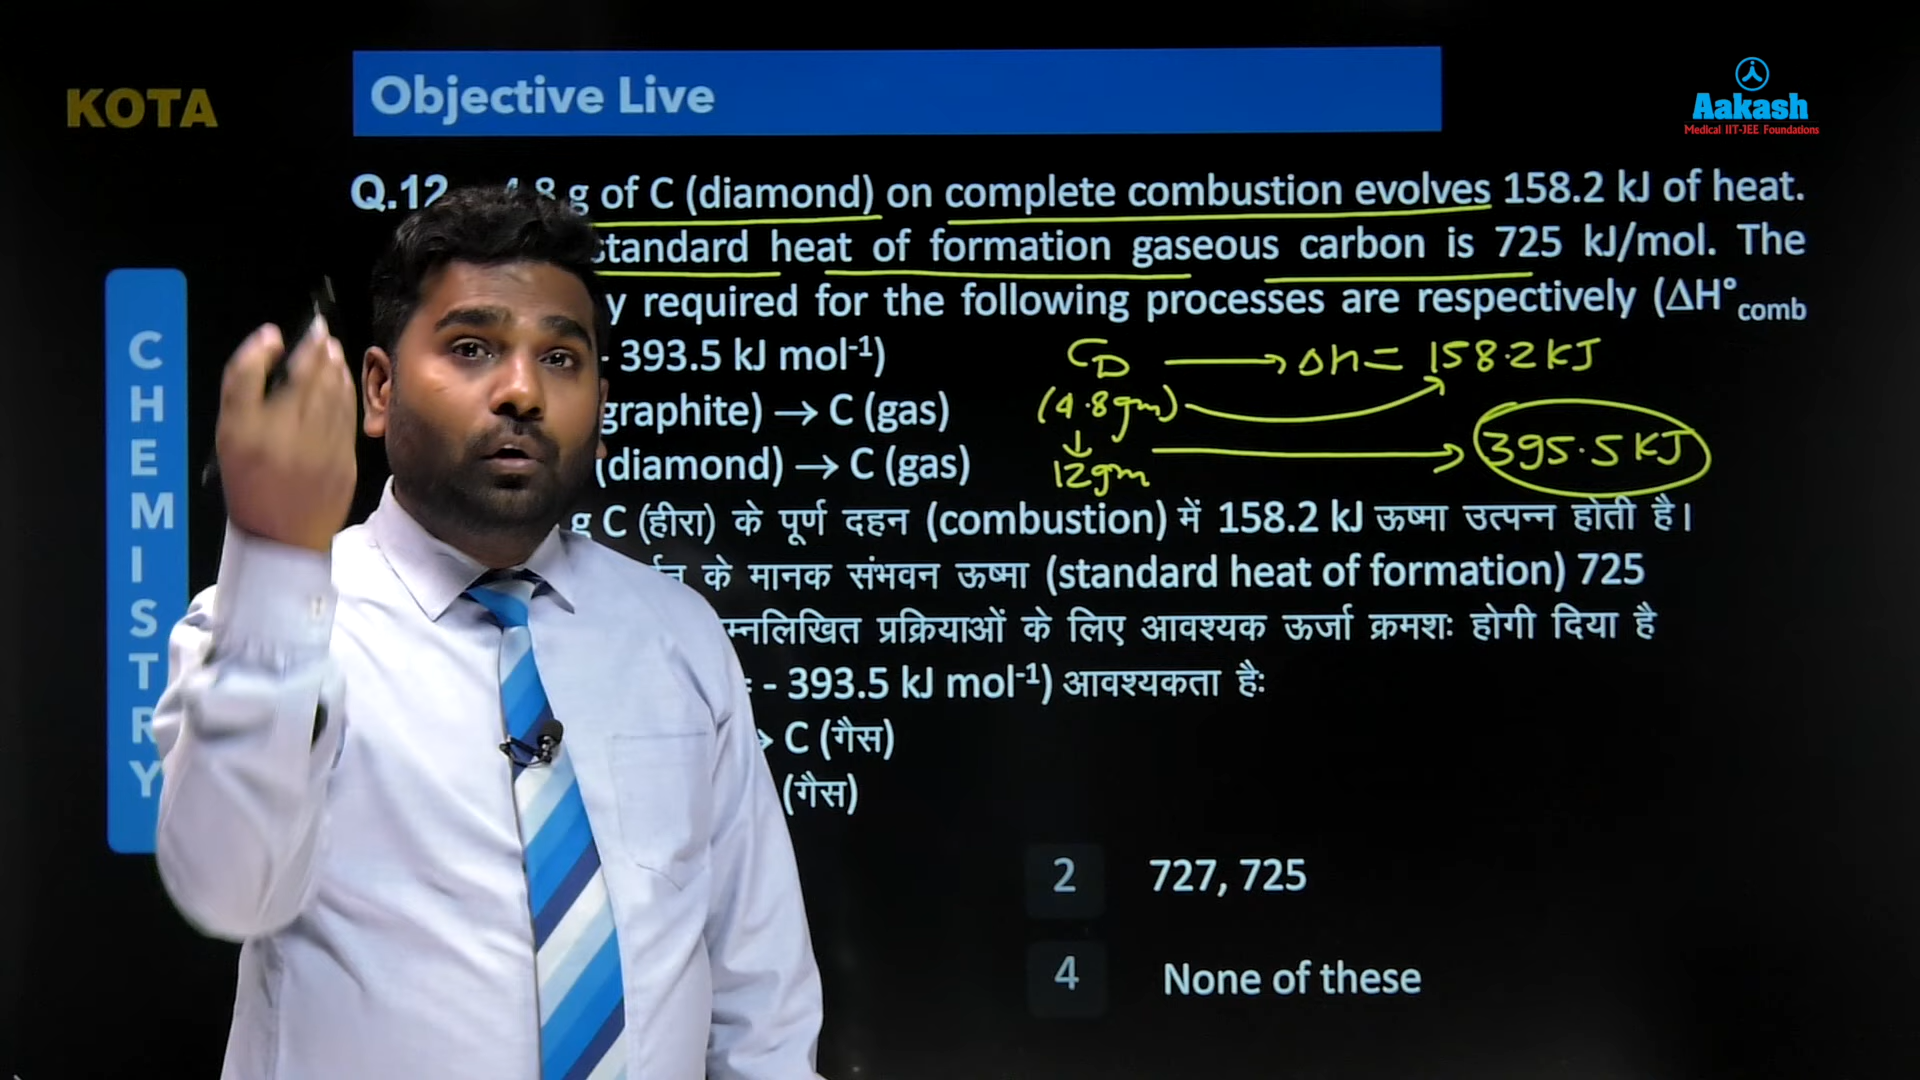 KOTA
Objective Live
Aakash
Medical IIT-JEE Foundations
CHEMISTRY
Q.12 4.8 g of C (diamond) on complete combustion evolves 158.2 kJ of heat.
standard heat of formation gaseous carbon is 725 kJ/mol. The
y required for the following processes are respectively (ΔH°comb
- 393.5 kJ mol-1)
graphite) → C (gas)
(diamond) → C (gas)
CD → ΔH = 158.2 KJ
(4.8gm)
↓
12gm → 395.5 KJ
g C (हीरा) के पूर्ण दहन (combustion) में 158.2 kJ ऊष्मा उत्पन्न होती है।
के मानक संभवन ऊष्मा (standard heat of formation) 725
म्नलिखित प्रक्रियाओं के लिए आवश्यक ऊर्जा क्रमशः होगी दिया है
- 393.5 kJ mol-1) आवश्यकता हैः
→ C (गैस)
(गैस)
2 727, 725
4 None of these